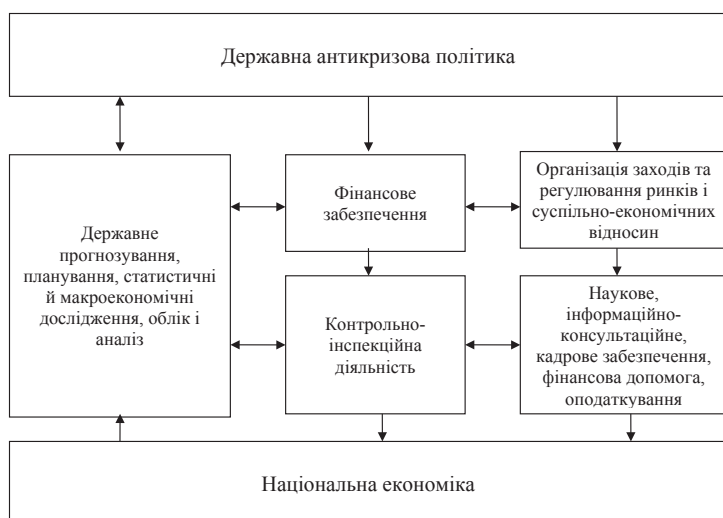 Державна антикризова політика
Державне
прогнозування,
планування, статистичні
й макроекономічні
дослідження, облік і
аналіз
Фінансове
забезпечення
Організація заходів та
регулювання ринків і
суспільно-економічних
відносин
Контрольно-
інспекційна
діяльність
Наукове,
інформаційно-
консультаційне,
кадрове забезпечення,
фінансова допомога,
оподаткування
Національна економіка